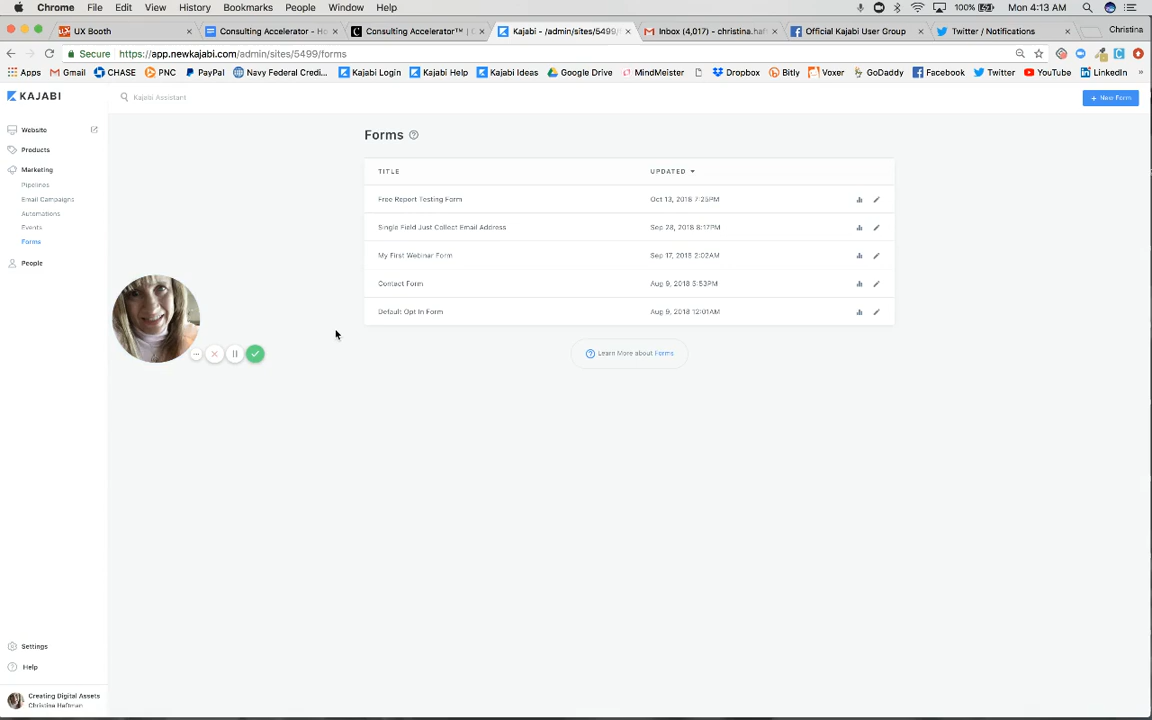 Chrome File Edit View History Bookmarks People Window Help 100% Mon 4:13 AM
UX Booth Consulting Accelerator - Ho Consulting Accelerator™ | C Kajabi - /admin/sites/5499/f Inbox (4,017) - christina.haf Official Kajabi User Group Twitter / Notifications Christina
Secure https://app.newkajabi.com/admin/sites/5499/forms
Apps Gmail CHASE PNC PayPal Navy Federal Credi... Kajabi Login Kajabi Help Kajabi Ideas Google Drive MindMeister Dropbox Bitly Voxer GoDaddy Facebook Twitter YouTube LinkedIn »
KAJABI Kajabi Assistant + New Form
Website
Products
Marketing
Pipelines
Email Campaigns
Automations
Events
Forms
People
Forms
TITLE UPDATED
Free Report Testing Form Oct 13, 2018 7:25PM
Single Field Just Collect Email Address Sep 28, 2018 8:17PM
My First Webinar Form Sep 17, 2018 2:02AM
Contact Form Aug 9, 2018 5:53PM
Default Opt In Form Aug 9, 2018 12:01AM
Learn More about Forms
Settings
Help
Creating Digital Assets
Christina Haftman